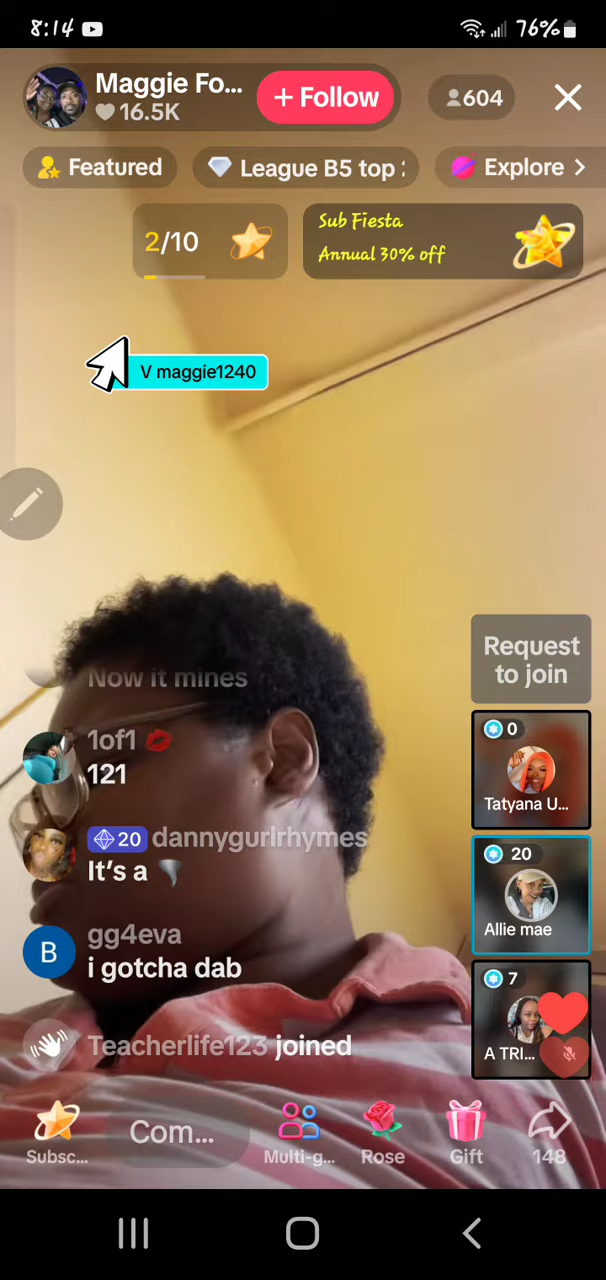 8:14
76%
Maggie Fo...
16.5K
+ Follow
604
Featured
League B5 top
Explore >
2/10
Sub Fiesta
Annual 30% off
V maggie1240
Now it mines
1of1
121
20 dannygurlrhymes
It's a
B
gg4eva
i gotcha dab
Teacherlife123 joined
Request
to join
0
Tatyana U...
20
Allie mae
7
A TRI...
Subsc...
Com...
Multi-g...
Rose
Gift
148